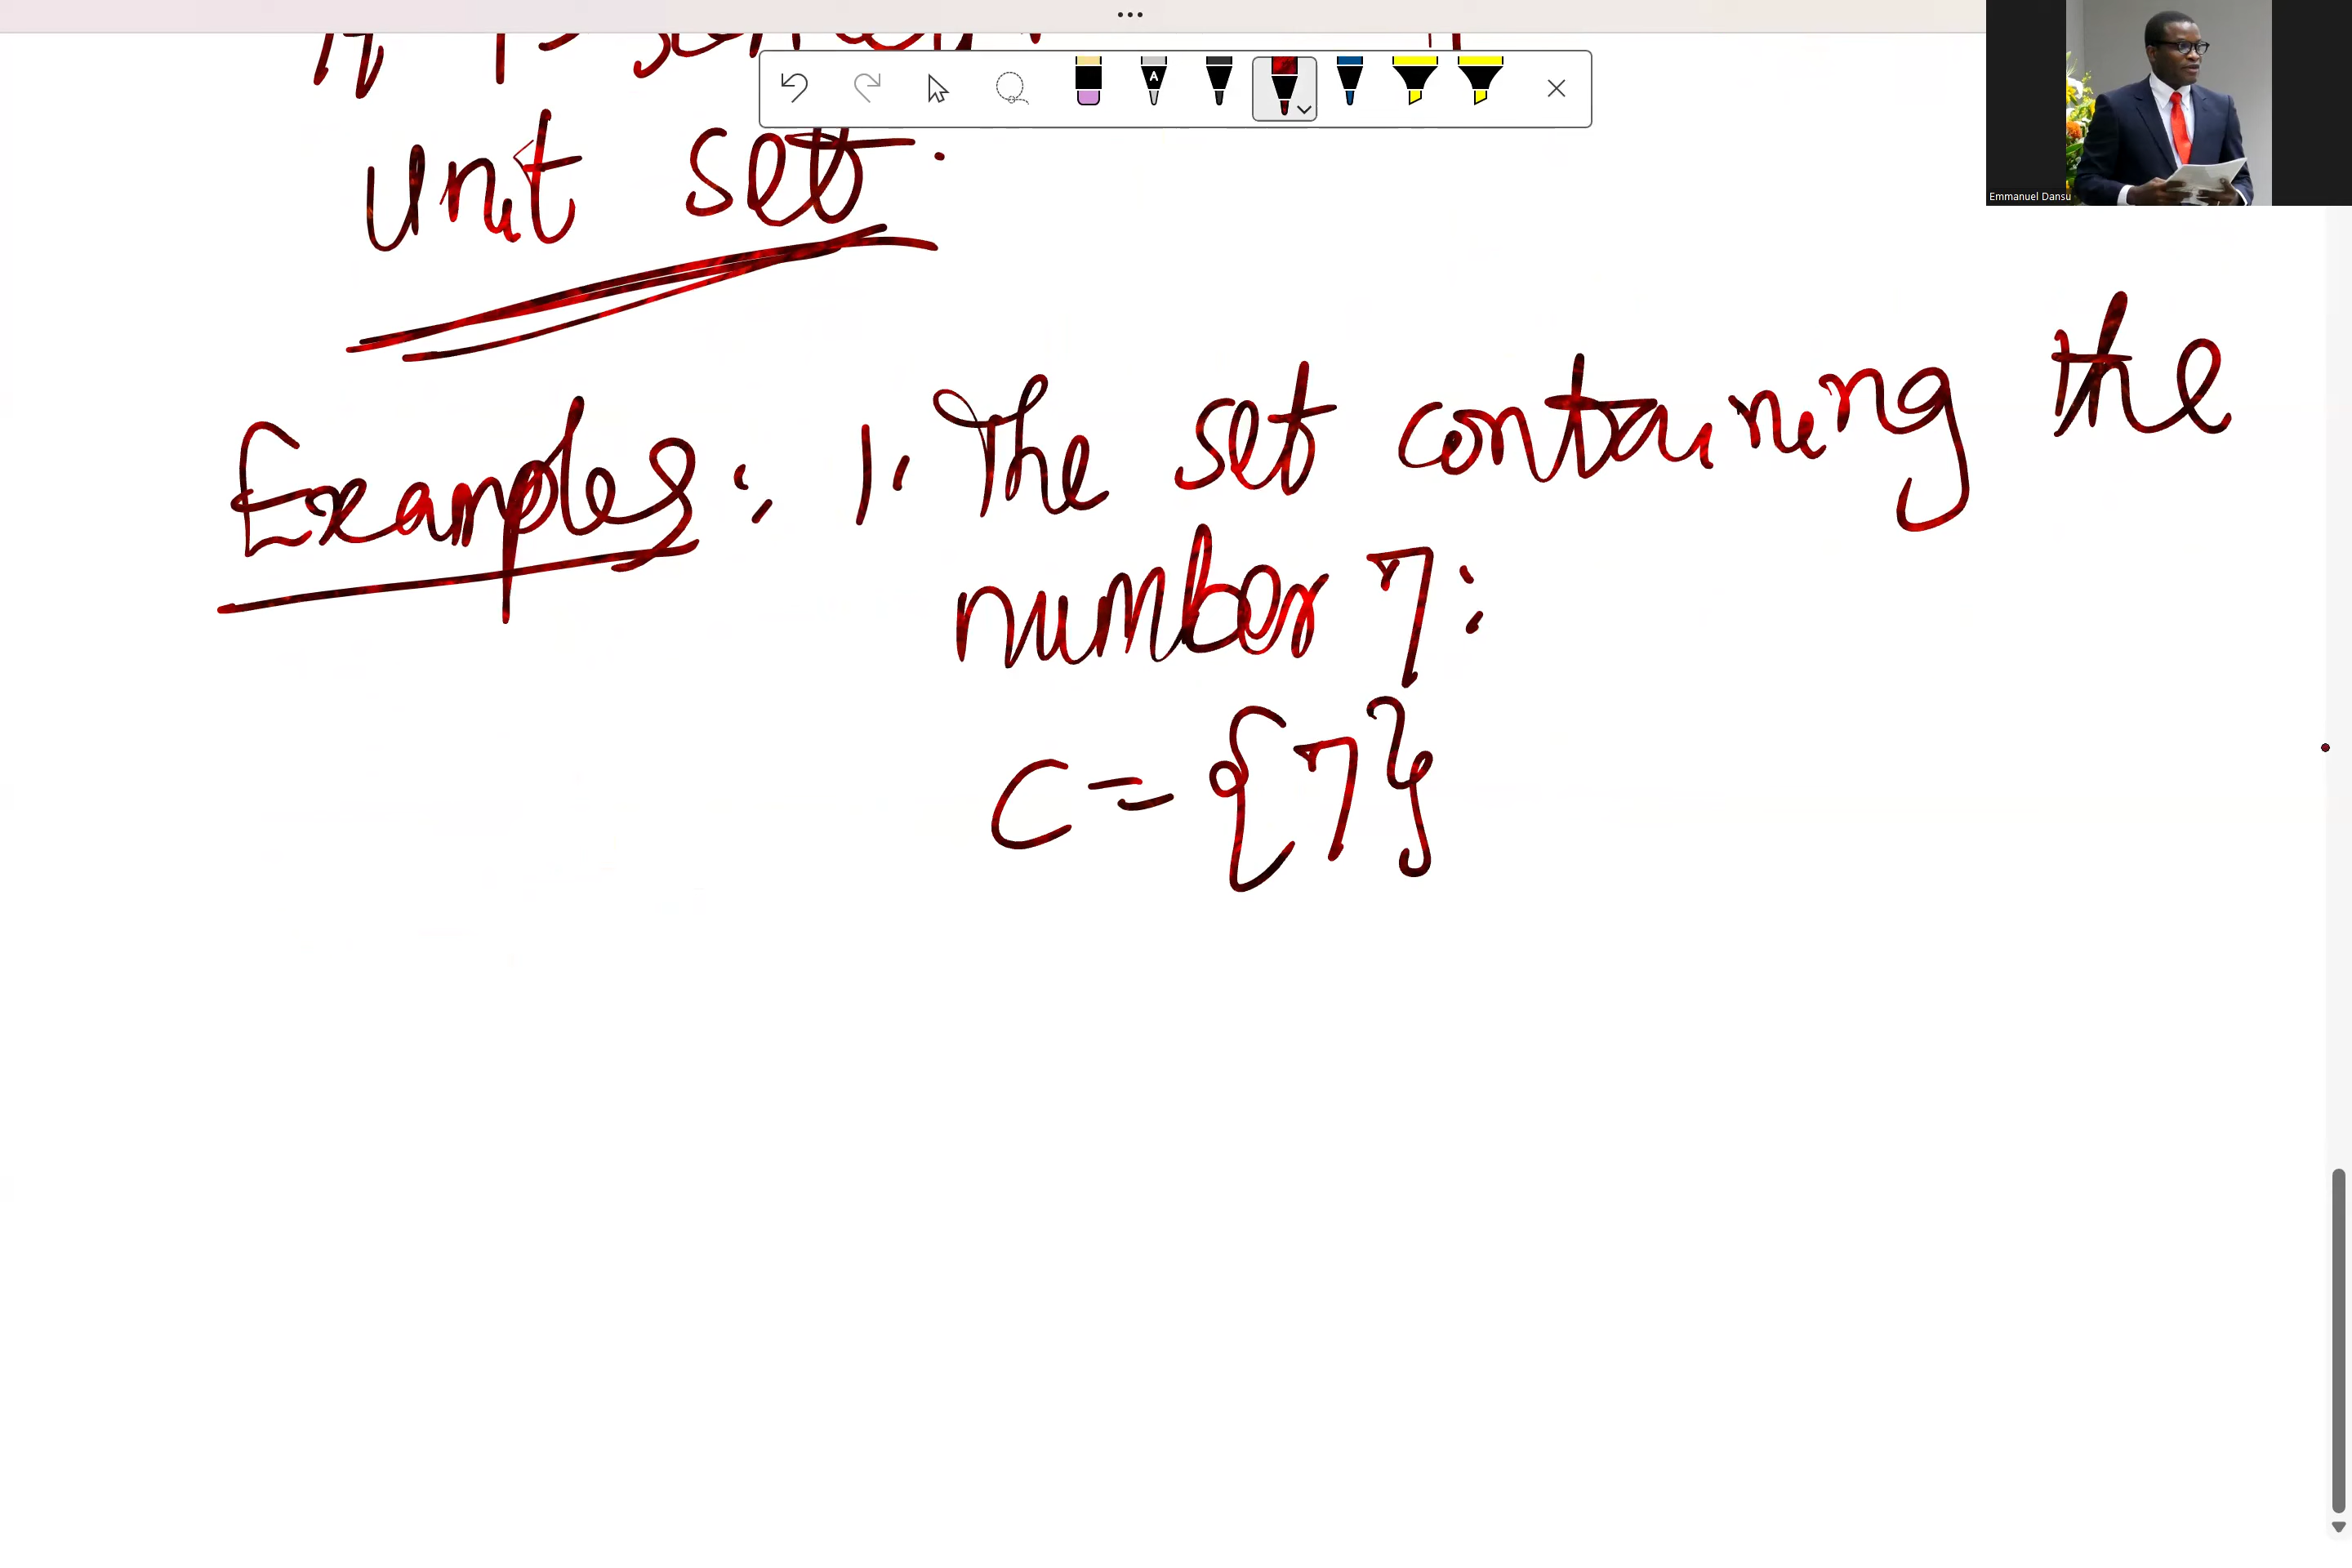 Emmanuel Dansu
unit set.
Examples: 1. The set containing the
number 7:
C = {7}